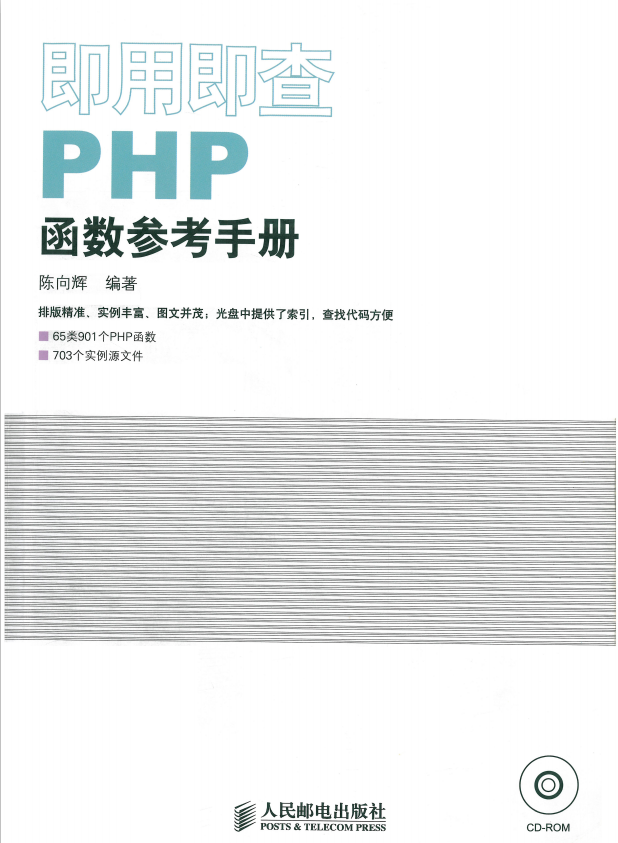 即用即查
PHP
函数参考手册
陈向辉 编著
排版精准、实例丰富、图文并茂；光盘中提供了索引，查找代码方便
65类901个PHP函数
703个实例源文件
人民邮电出版社
POSTS & TELECOM PRESS
CD-ROM